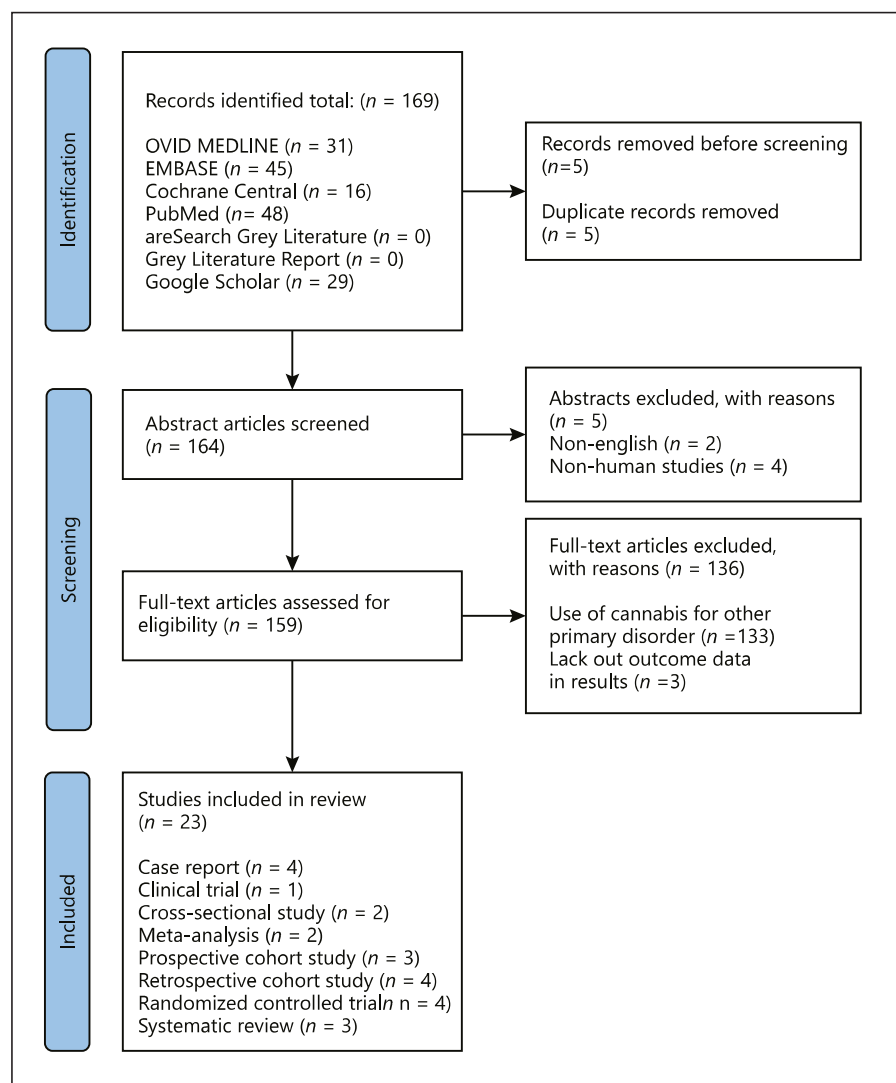 Identification
Records identified total: (n = 169)
OVID MEDLINE (n = 31)
EMBASE (n = 45)
Cochrane Central (n = 16)
PubMed (n= 48)
areSearch Grey Literature (n = 0)
Grey Literature Report (n = 0)
Google Scholar (n = 29)
Records removed before screening
(n=5)
Duplicate records removed
(n = 5)
Screening
Abstract articles screened
(n = 164)
Abstracts excluded, with reasons
(n = 5)
Non-english (n = 2)
Non-human studies (n = 4)
Full-text articles assessed for
eligibility (n = 159)
Full-text articles excluded,
with reasons (n = 136)
Use of cannabis for other
primary disorder (n =133)
Lack out outcome data
in results (n =3)
Included
Studies included in review
(n = 23)
Case report (n = 4)
Clinical trial (n = 1)
Cross-sectional study (n = 2)
Meta-analysis (n = 2)
Prospective cohort study (n = 3)
Retrospective cohort study (n = 4)
Randomized controlled trialn n = 4)
Systematic review (n = 3)